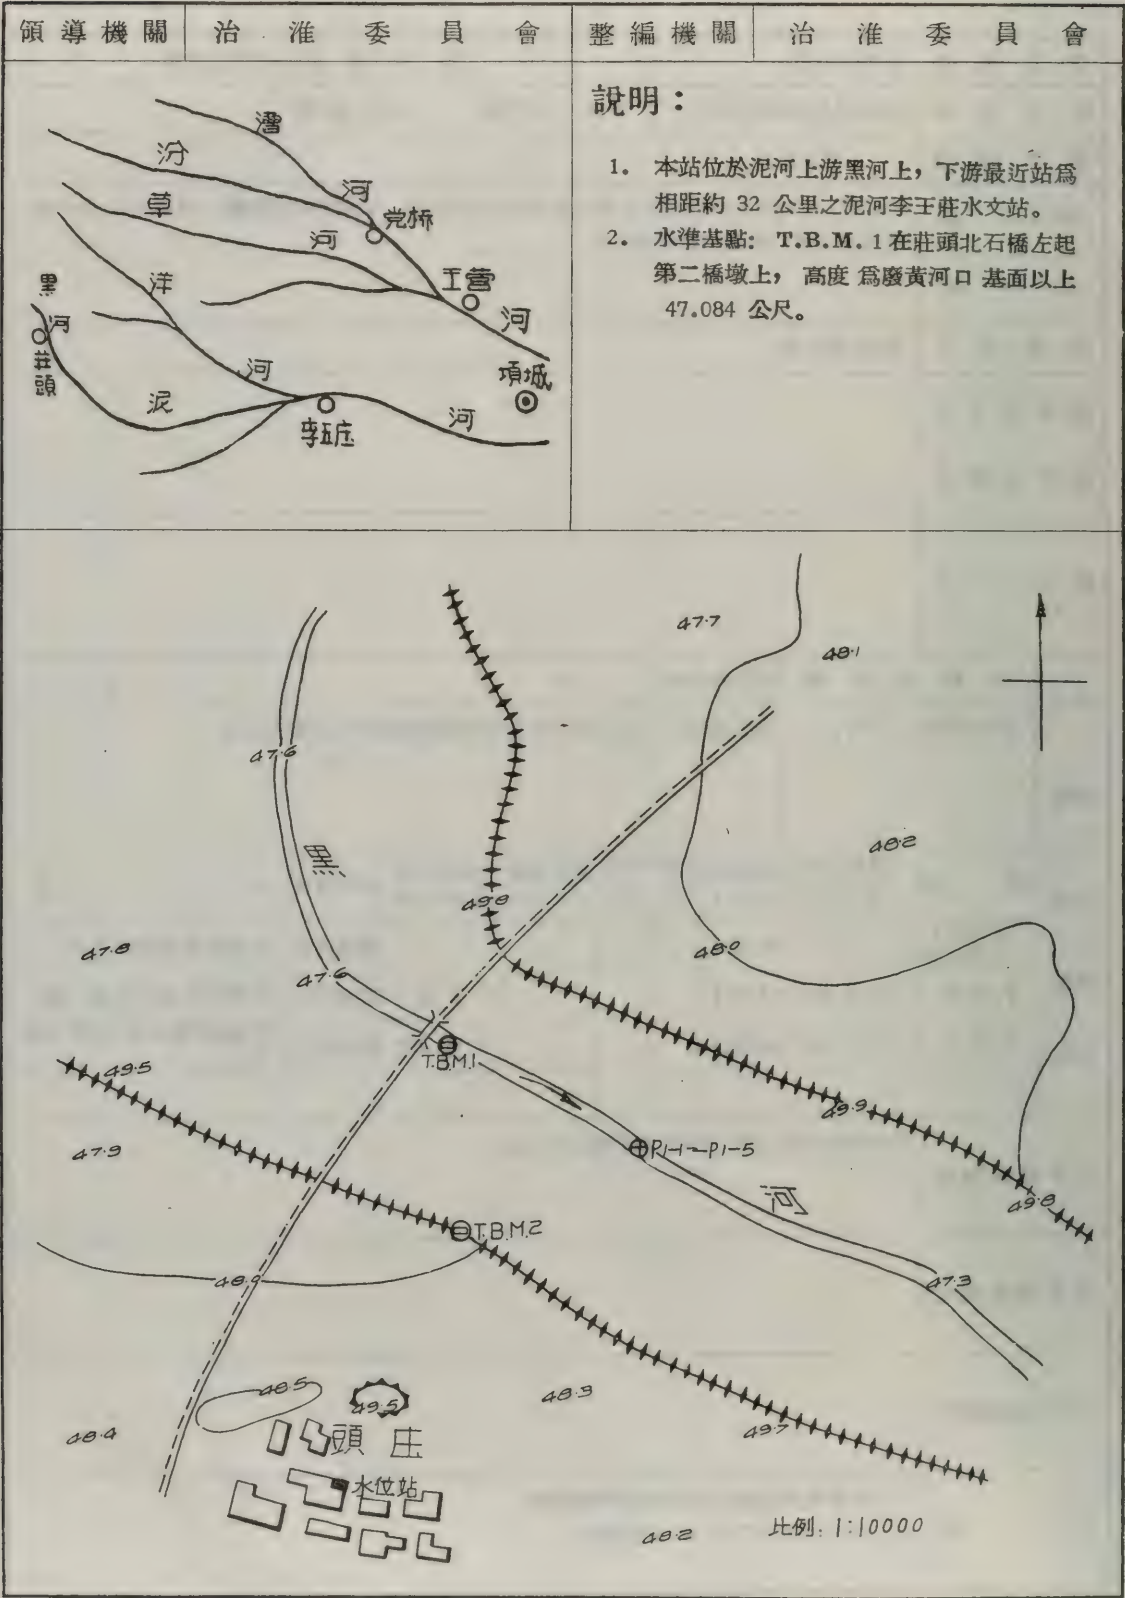 領導機關 治淮委員會 整編機關 治淮委員會
說明：
1. 本站位於泥河上游黑河上，下游最近站爲
相距約 32 公里之泥河李王莊水文站。
2. 水準基點： T.B.M. 1 在莊頭北石橋左起
第二橋墩上， 高度 爲廢黃河口 基面以上
47.084 公尺。
汾
河
党桥
草
河
王营
河
洋
河
黑
河
莊
頭
泥
項城
河
47.7
48.1
47.6
黑
48.2
49.8
47.8
48.0
47.6
T.B.M.1
49.5
49.9
47.9
P1-1~P1-5
河
49.8
T.B.M.2
47.3
48.0
48.5
49.5
48.3
48.4
頭庄
49.7
水位站
48.2
比例: 1:10000